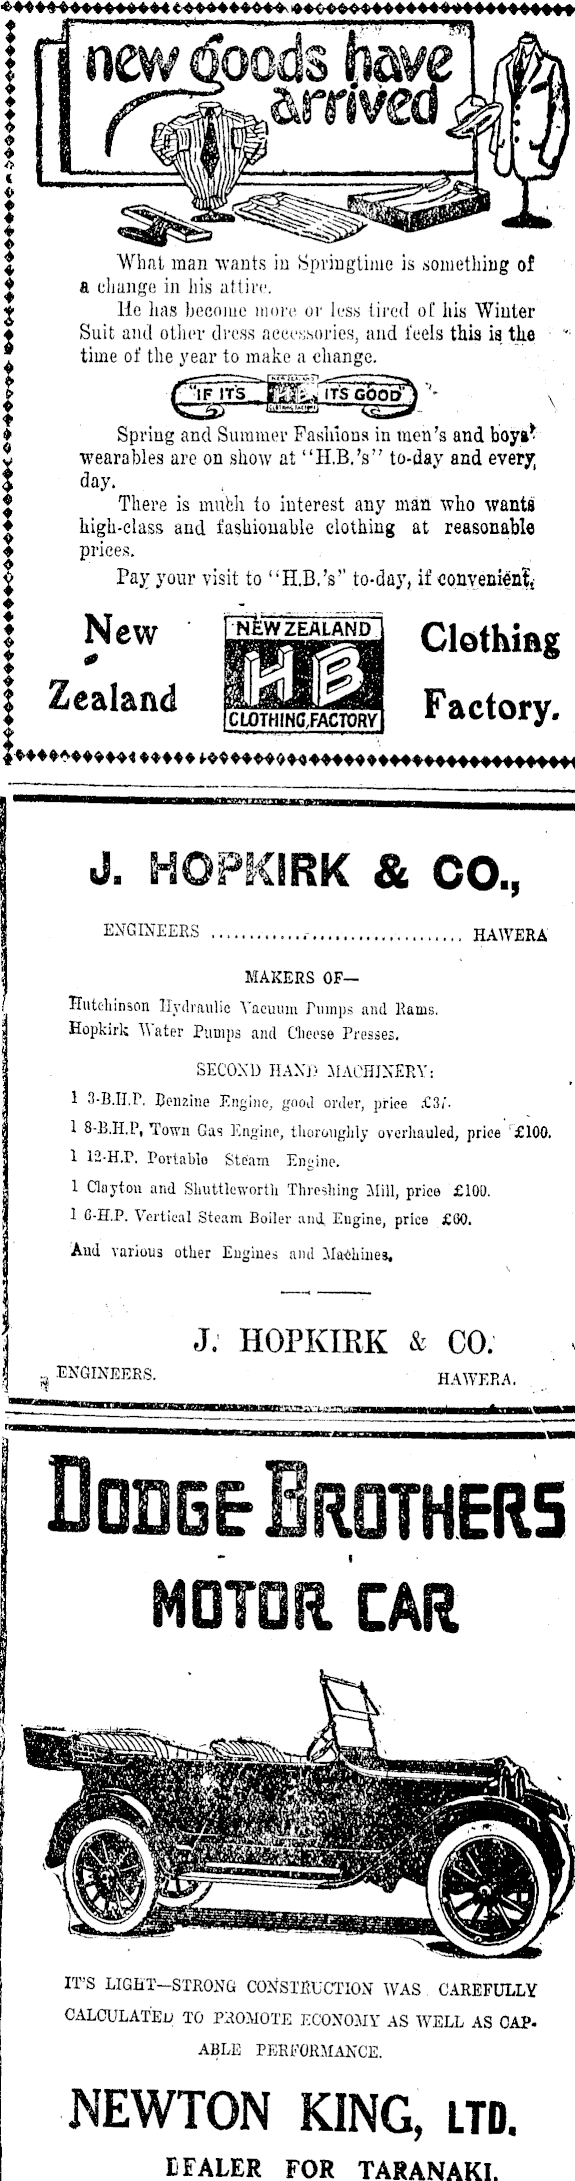 new Goods have
arrived
What man wants in Springtime is something of
a change in his attire.
He has become more or less tired of his Winter
Suit and other dress accessories, and feels this is the
time of the year to make a change.
"IF IT'S NEW ZEALAND HB CLOTHING FACTORY IT'S GOOD"
Spring and Summer Fashions in men's and boys'
wearables are on show at "H.B.'s" to-day and every
day.
There is much to interest any man who wants
high-class and fashionable clothing at reasonable
prices.
Pay your visit to "H.B.'s" to-day, if convenient.
New Zealand
NEW ZEALAND
HB
CLOTHING FACTORY
Clothing Factory.
J. HOPKIRK & CO.,
ENGINEERS ................................. HAWERA
MAKERS OF—
Hutchinson Hydraulic Vacuum Pumps and Rams.
Hopkirk Water Pumps and Cheese Presses.
SECOND HAND MACHINERY:
1 3-B.H.P. Benzine Engine, good order, price
1 8-B.H.P. Town Gas Engine, thoroughly overhauled, price £100.
1 12-H.P. Portable Steam Engine.
1 Clayton and Shuttleworth Threshing Mill, price £100.
1 6-H.P. Vertical Steam Boiler and Engine, price £60.
And various other Engines and Machines.
J. HOPKIRK & CO.
ENGINEERS. HAWERA.
DODGE BROTHERS
MOTOR CAR
IT'S LIGHT—STRONG CONSTRUCTION WAS CAREFULLY
CALCULATED TO PROMOTE ECONOMY AS WELL AS CAP-
ABLE PERFORMANCE.
NEWTON KING, LTD.
DEALER FOR TARANAKI.